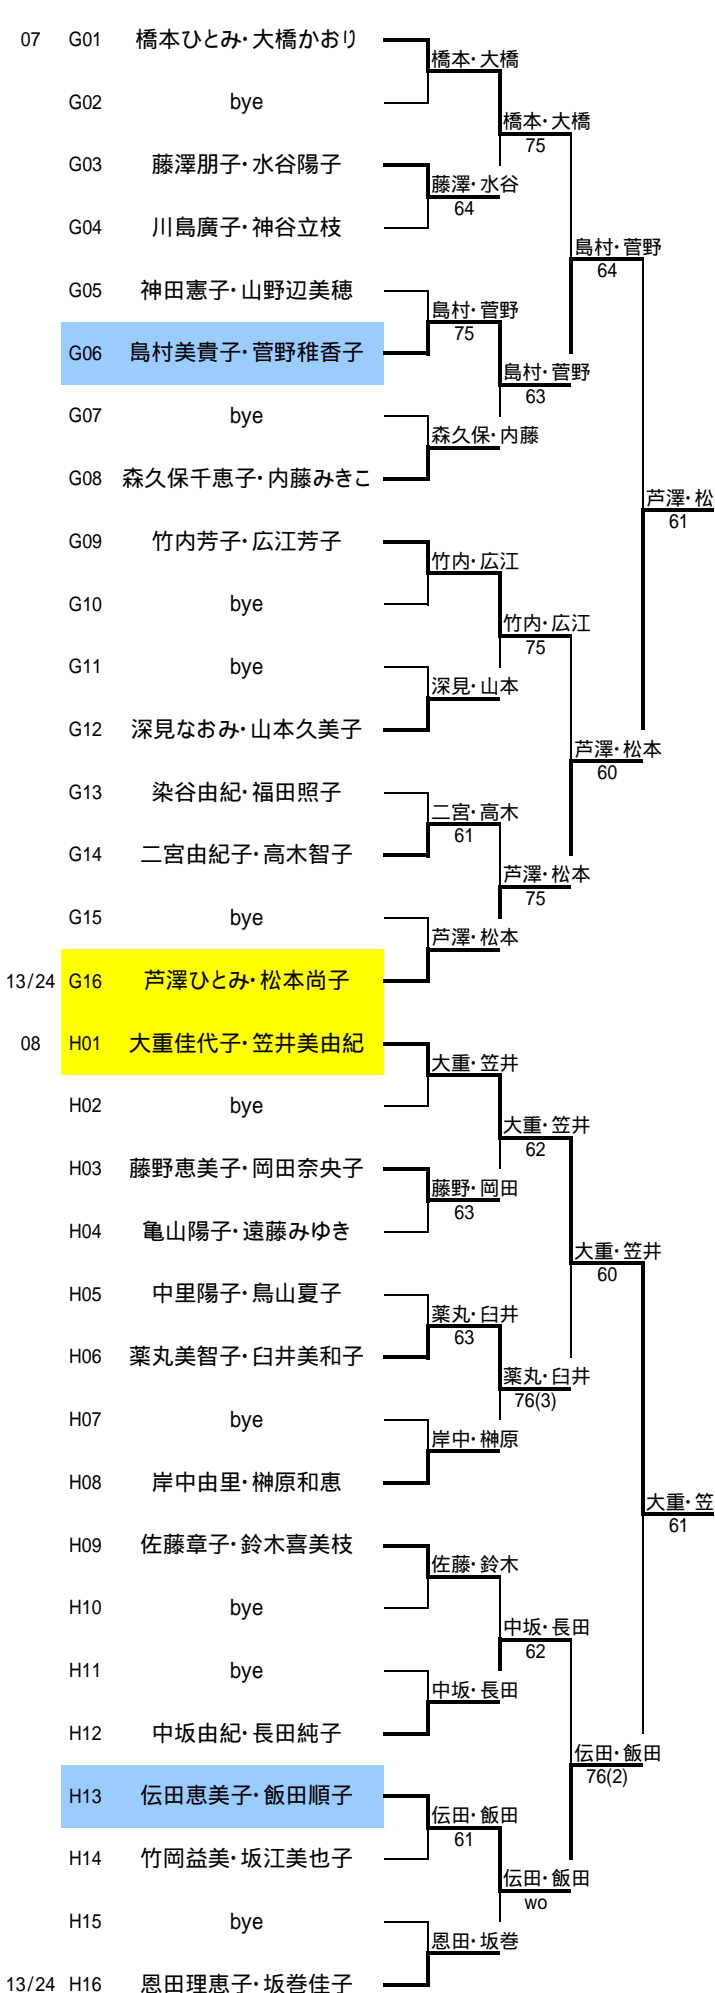 07 G01 橋本ひとみ・大橋かおり
橋本・大橋
G02 bye
橋本・大橋
75
G03 藤澤朋子・水谷陽子
藤澤・水谷
64
G04 川島廣子・神谷立枝
島村・菅野
64
G05 神田憲子・山野辺美穂
島村・菅野
75
G06 島村美貴子・菅野稚香子
島村・菅野
63
G07 bye
森久保・内藤
G08 森久保千恵子・内藤みきこ
芦澤・松
61
G09 竹内芳子・広江芳子
竹内・広江
G10 bye
竹内・広江
75
G11 bye
深見・山本
G12 深見なおみ・山本久美子
芦澤・松本
60
G13 染谷由紀・福田照子
二宮・高木
61
G14 二宮由紀子・高木智子
芦澤・松本
75
G15 bye
芦澤・松本
13/24 G16 芦澤ひとみ・松本尚子
08 H01 大重佳代子・笠井美由紀
大重・笠井
H02 bye
大重・笠井
62
H03 藤野恵美子・岡田奈央子
藤野・岡田
63
H04 亀山陽子・遠藤みゆき
大重・笠井
60
H05 中里陽子・鳥山夏子
薬丸・臼井
63
H06 薬丸美智子・臼井美和子
薬丸・臼井
76(3)
H07 bye
岸中・榊原
H08 岸中由里・榊原和恵
大重・笠
61
H09 佐藤章子・鈴木喜美枝
佐藤・鈴木
H10 bye
中坂・長田
62
H11 bye
中坂・長田
H12 中坂由紀・長田純子
伝田・飯田
76(2)
H13 伝田恵美子・飯田順子
伝田・飯田
61
H14 竹岡益美・坂江美也子
伝田・飯田
wo
H15 bye
恩田・坂巻
13/24 H16 恩田理恵子・坂巻佳子